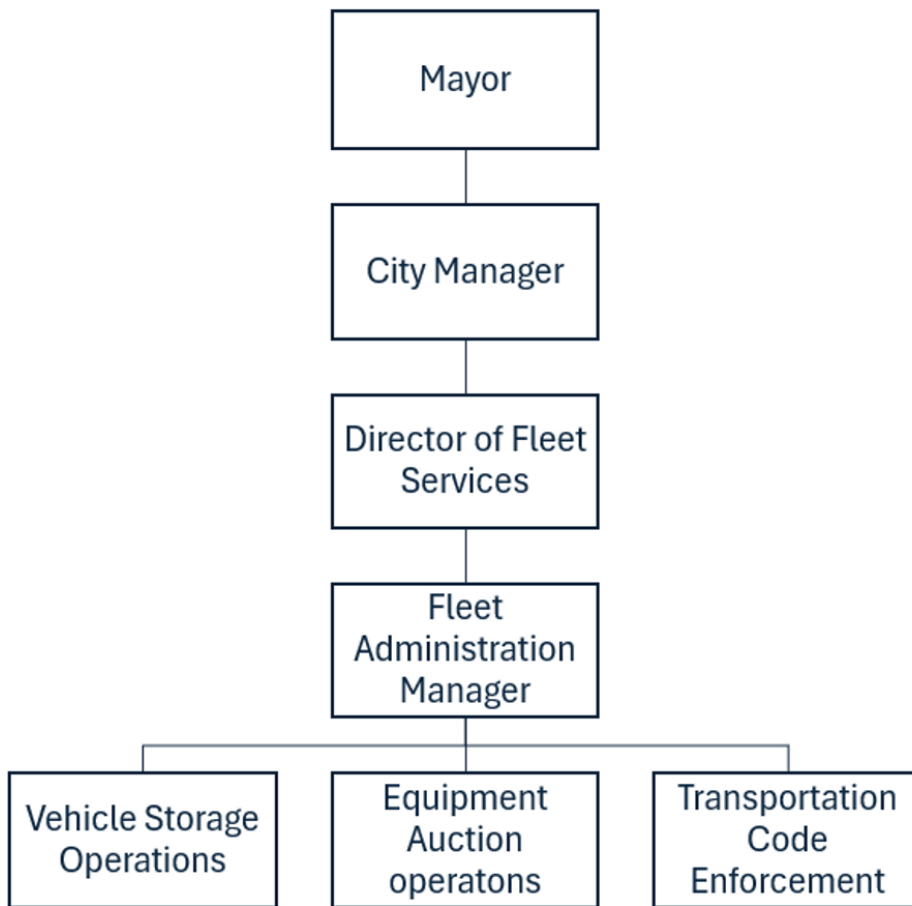 Mayor
City Manager
Director of Fleet
Services
Fleet
Administration
Manager
Vehicle Storage
Operations
Equipment
Auction
operatons
Transportation
Code
Enforcement